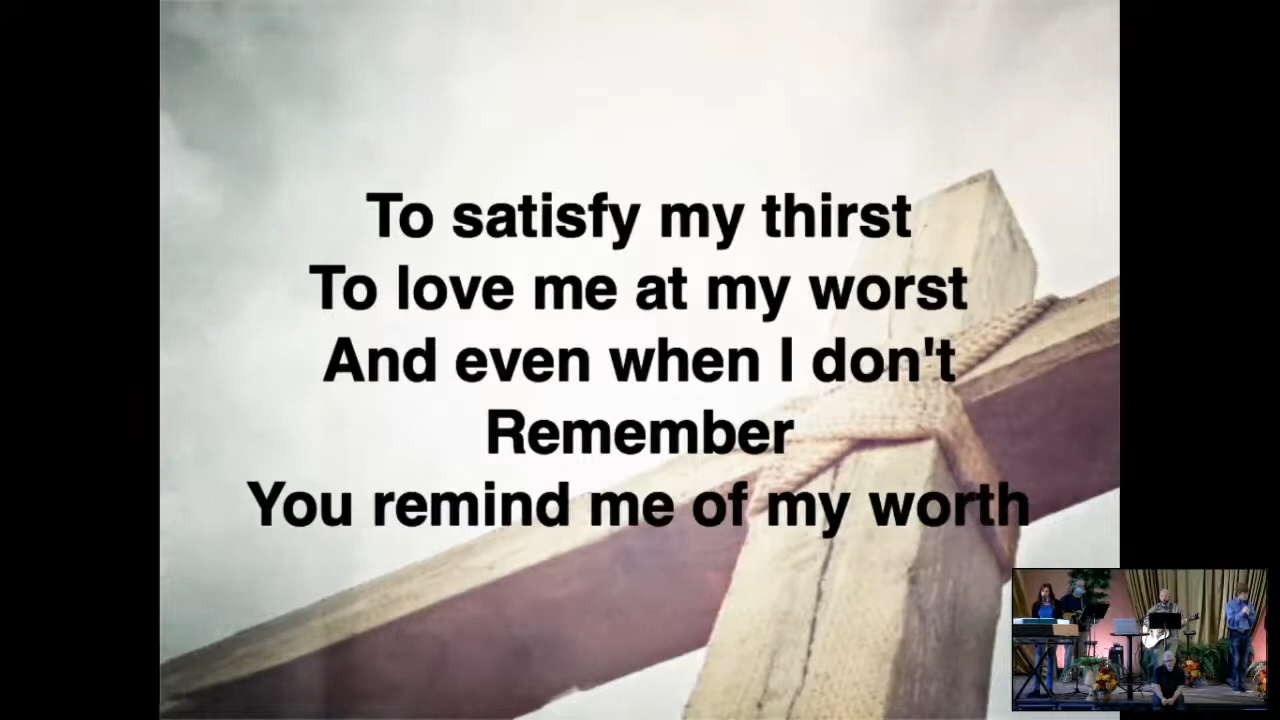 To satisfy my thirst
To love me at my worst
And even when I don't
Remember
You remind me of my worth